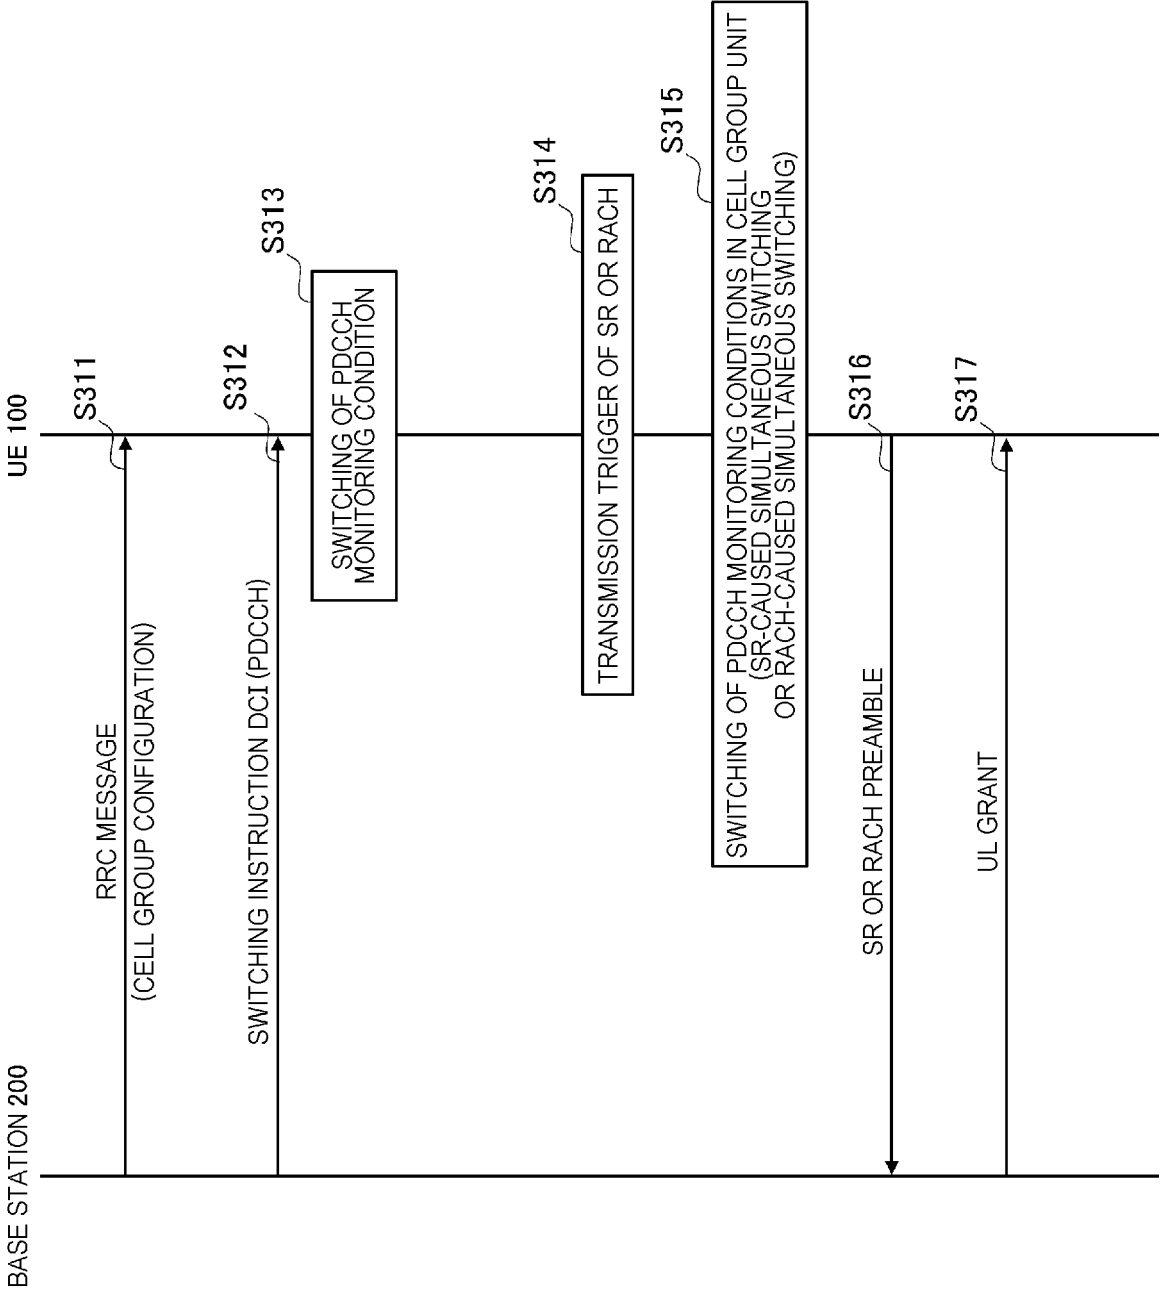 BASE STATION 200
UE 100
S311
RRC MESSAGE
(CELL GROUP CONFIGURATION)
S312
SWITCHING INSTRUCTION DCI (PDCCH)
S313
SWITCHING OF PDCCH
MONITORING CONDITION
S314
TRANSMISSION TRIGGER OF SR OR RACH
S315
SWITCHING OF PDCCH MONITORING CONDITIONS IN CELL GROUP UNIT
(SR-CAUSED SIMULTANEOUS SWITCHING
OR RACH-CAUSED SIMULTANEOUS SWITCHING)
S316
SR OR RACH PREAMBLE
S317
UL GRANT